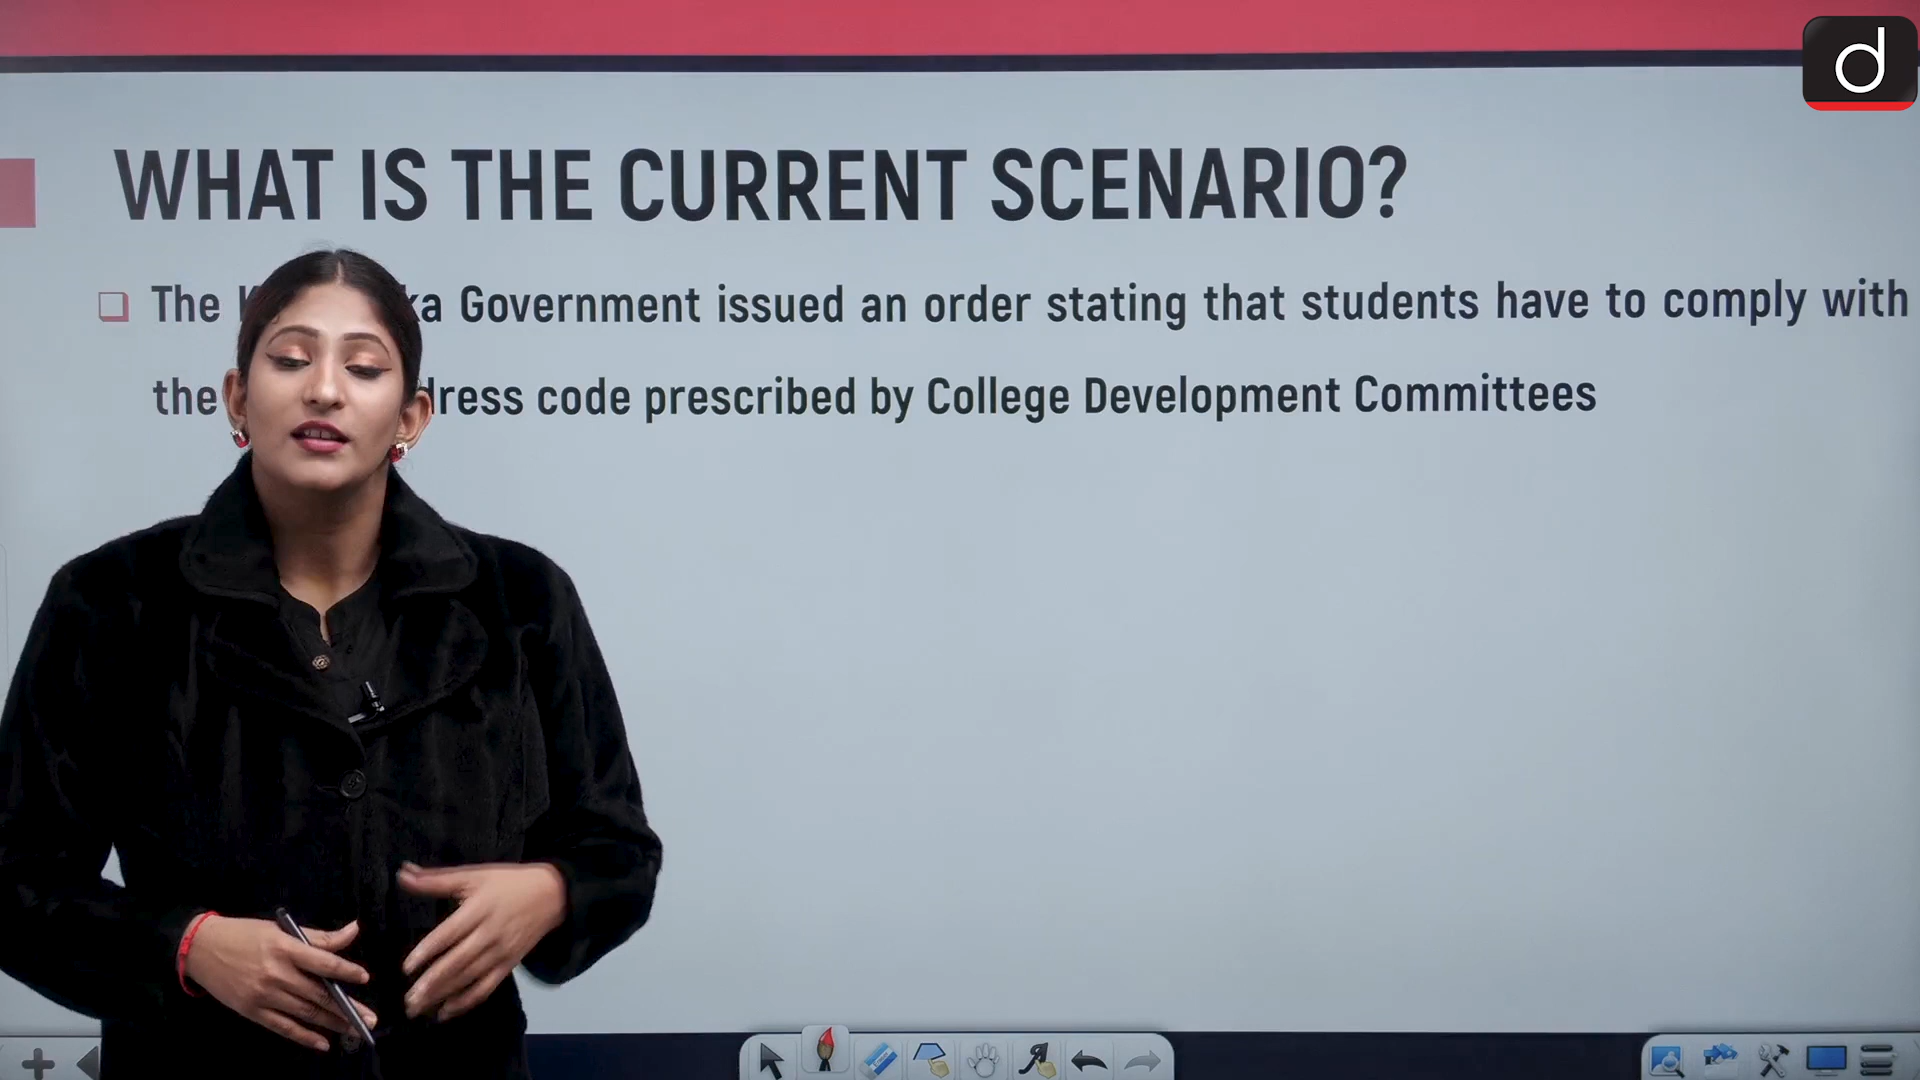 d
WHAT IS THE CURRENT SCENARIO?
The ka Government issued an order stating that students have to comply with
the dress code prescribed by College Development Committees